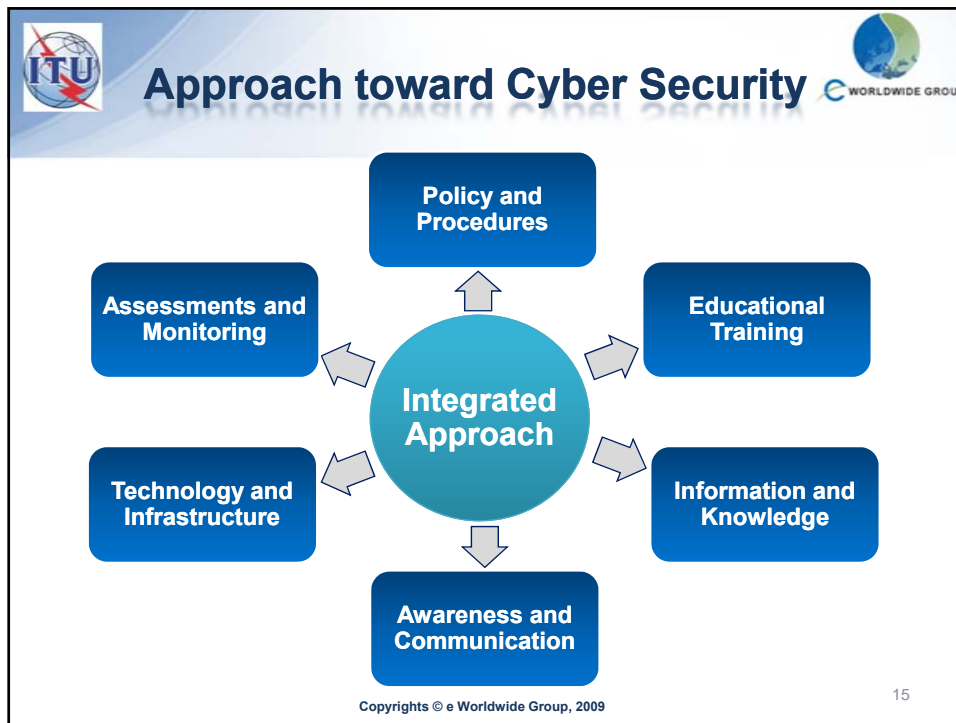 ITU
Approach toward Cyber Security
e WORLDWIDE GROU
Policy and
Procedures
Assessments and
Monitoring
Educational
Training
Integrated
Approach
Technology and
Infrastructure
Information and
Knowledge
Awareness and
Communication
Copyrights © e Worldwide Group, 2009
15